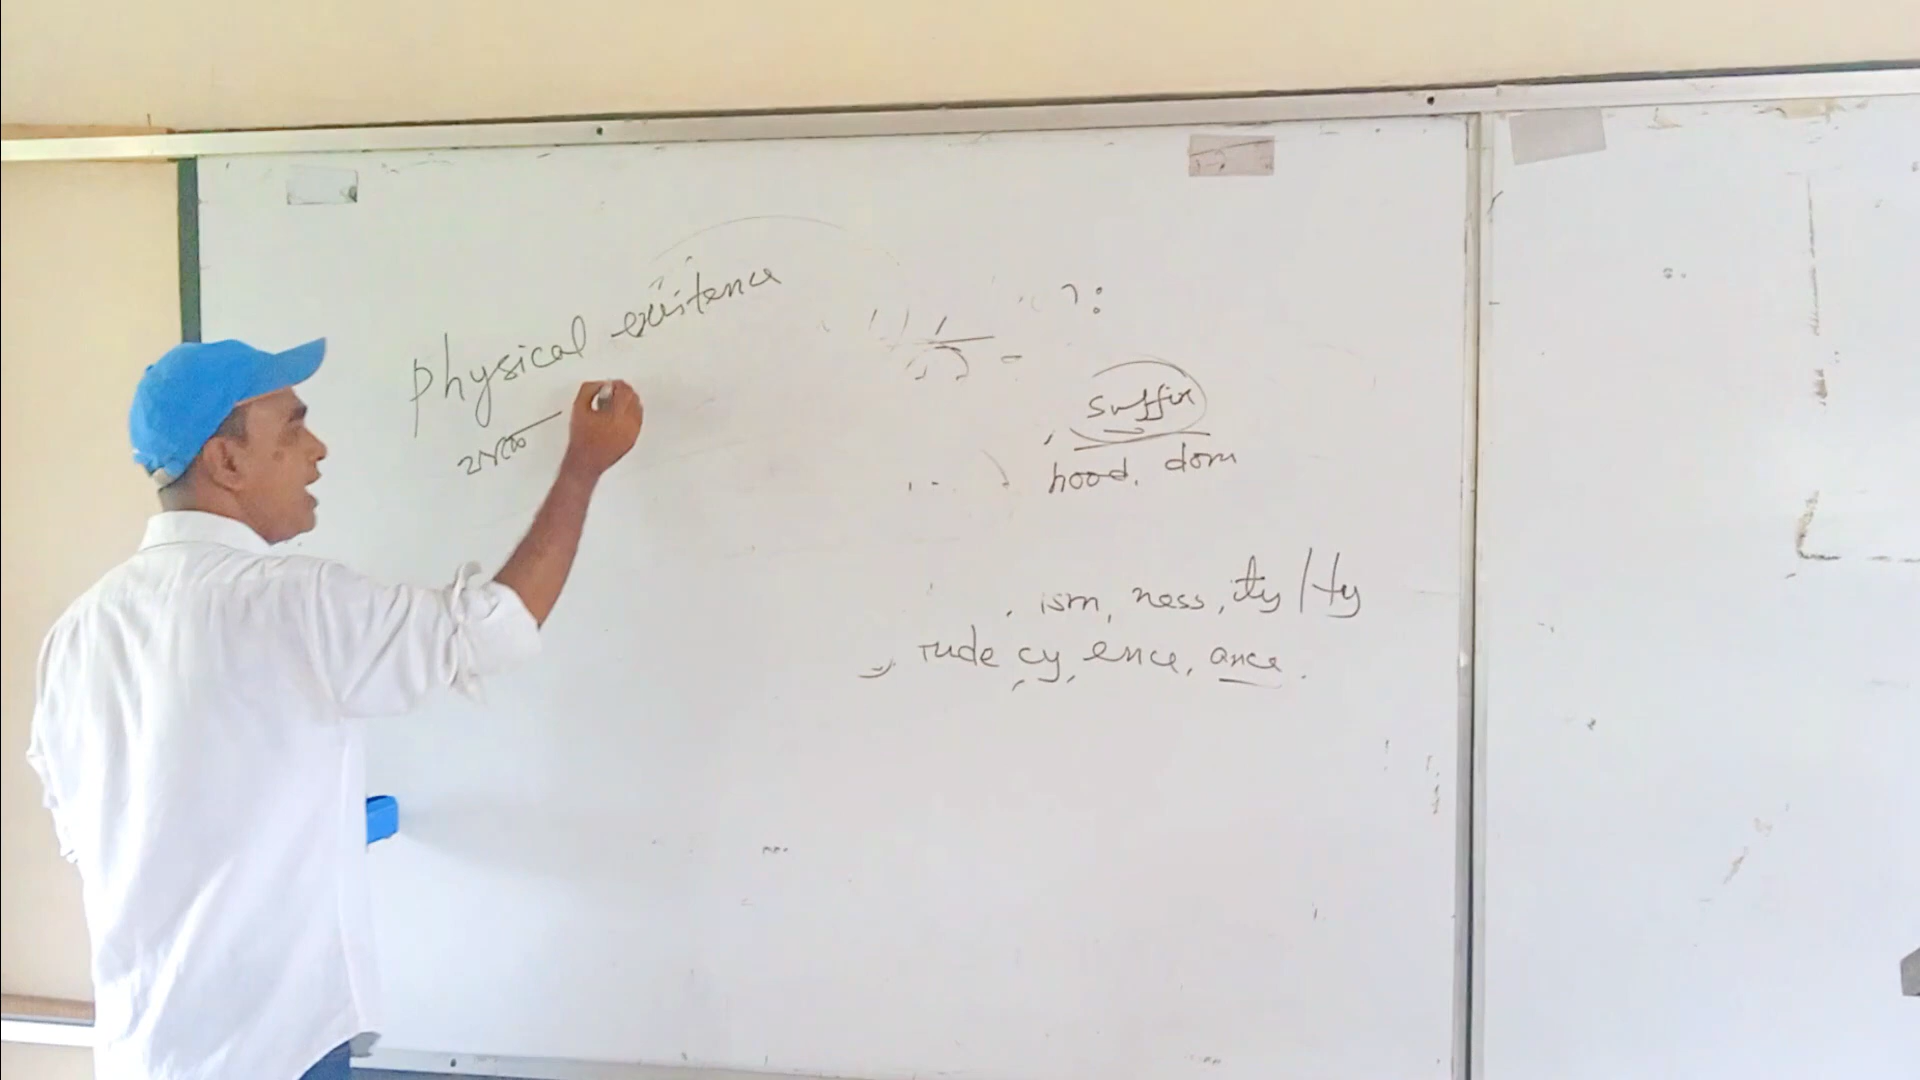 Physical existence
suffix
hood, dom
, ism, ness, ity/ty
, tude, cy, ence, ance.